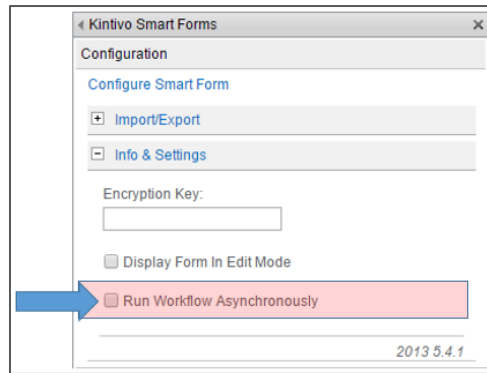 Kintivo Smart Forms
Configuration
Configure Smart Form
Import/Export
Info & Settings
Encryption Key:
Display Form In Edit Mode
Run Workflow Asynchronously
2013 5.4.1